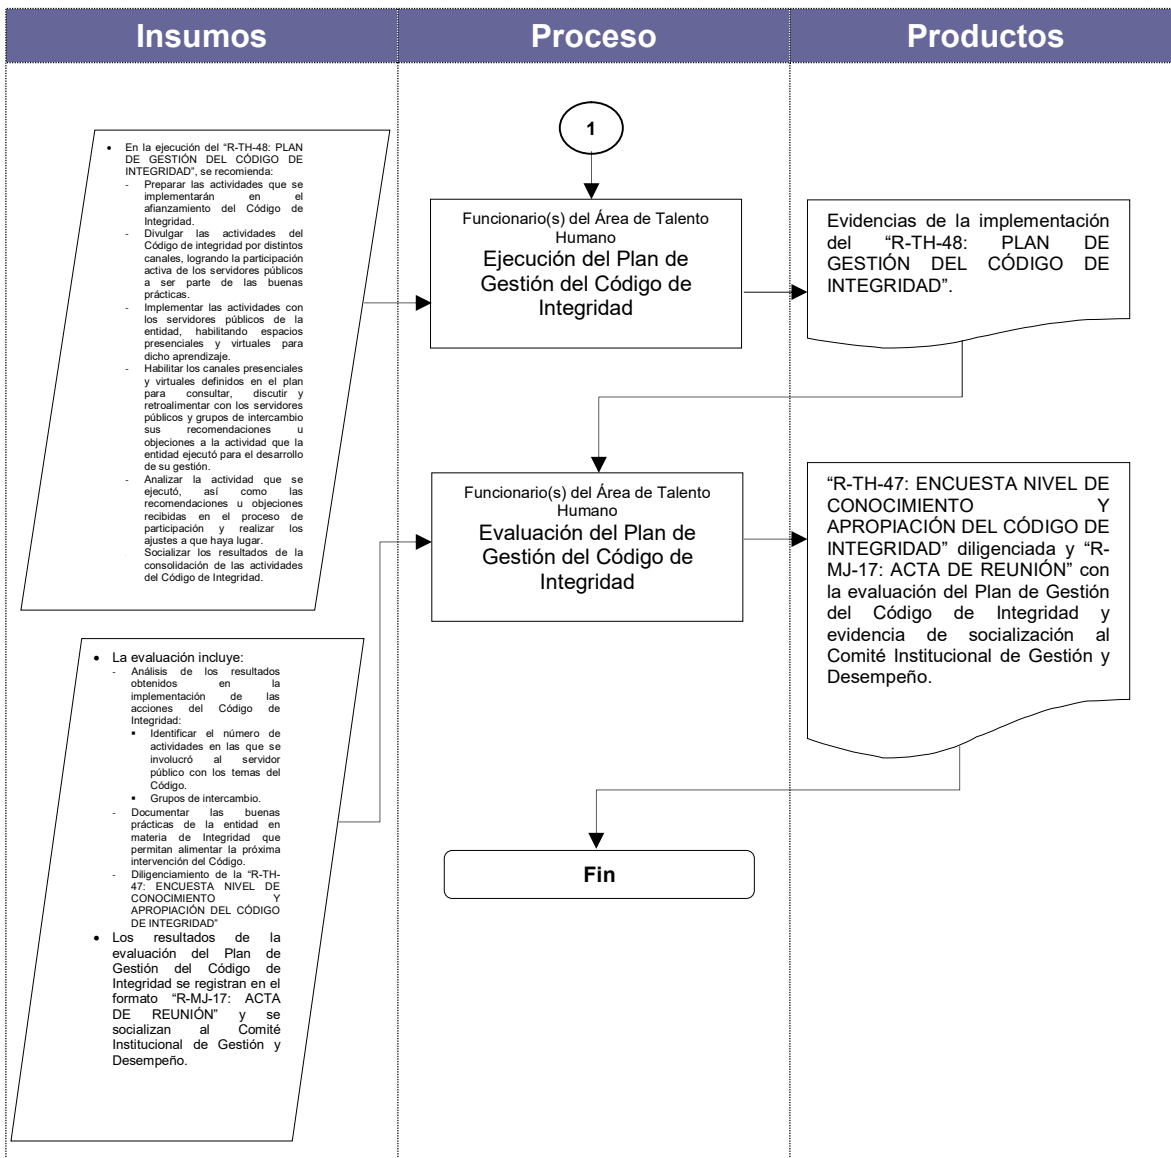 Insumos
Proceso
Productos
1
• En la ejecución del “R-TH-48: PLAN
DE GESTIÓN DEL CÓDIGO DE
INTEGRIDAD”, se recomienda:
- Preparar las actividades que se
implementarán en el
afianzamiento del Código de
Integridad.
- Divulgar las actividades del
Código de integridad por distintos
canales, logrando la participación
activa de los servidores públicos
a ser parte de las buenas
prácticas.
- Implementar las actividades con
los servidores públicos de la
entidad, habilitando espacios
presenciales y virtuales para
dicho aprendizaje.
- Habilitar los canales presenciales
y virtuales definidos en el plan
para consultar, discutir y
retroalimentar con los servidores
públicos y grupos de intercambio
sus recomendaciones u
objeciones a la actividad que la
entidad ejecutó para el desarrollo
de su gestión.
- Analizar la actividad que se
ejecutó, así como las
recomendaciones u objeciones
recibidas en el proceso de
participación y realizar los
ajustes a que haya lugar.
Socializar los resultados de la
consolidación de las actividades
del Código de Integridad.
Funcionario(s) del Área de Talento
Humano
Ejecución del Plan de
Gestión del Código de
Integridad
Evidencias de la implementación
del “R-TH-48: PLAN DE
GESTIÓN DEL CÓDIGO DE
INTEGRIDAD”.
Funcionario(s) del Área de Talento
Humano
Evaluación del Plan de
Gestión del Código de
Integridad
“R-TH-47: ENCUESTA NIVEL DE
CONOCIMIENTO Y
APROPIACIÓN DEL CÓDIGO DE
INTEGRIDAD” diligenciada y “R-
MJ-17: ACTA DE REUNIÓN” con
la evaluación del Plan de Gestión
del Código de Integridad y
evidencia de socialización al
Comité Institucional de Gestión y
Desempeño.
• La evaluación incluye:
- Análisis de los resultados
obtenidos en la
implementación de las
acciones del Código de
Integridad:
▪ Identificar el número de
actividades en las que se
involucró al servidor
público con los temas del
Código.
▪ Grupos de intercambio.
- Documentar las buenas
prácticas de la entidad en
materia de Integridad que
permitan alimentar la próxima
intervención del Código.
- Diligenciamiento de la “R-TH-
47: ENCUESTA NIVEL DE
CONOCIMIENTO Y
APROPIACIÓN DEL CÓDIGO
DE INTEGRIDAD”
• Los resultados de la
evaluación del Plan de
Gestión del Código de
Integridad se registran en el
formato “R-MJ-17: ACTA
DE REUNIÓN” y se
socializan al Comité
Institucional de Gestión y
Desempeño.
Fin